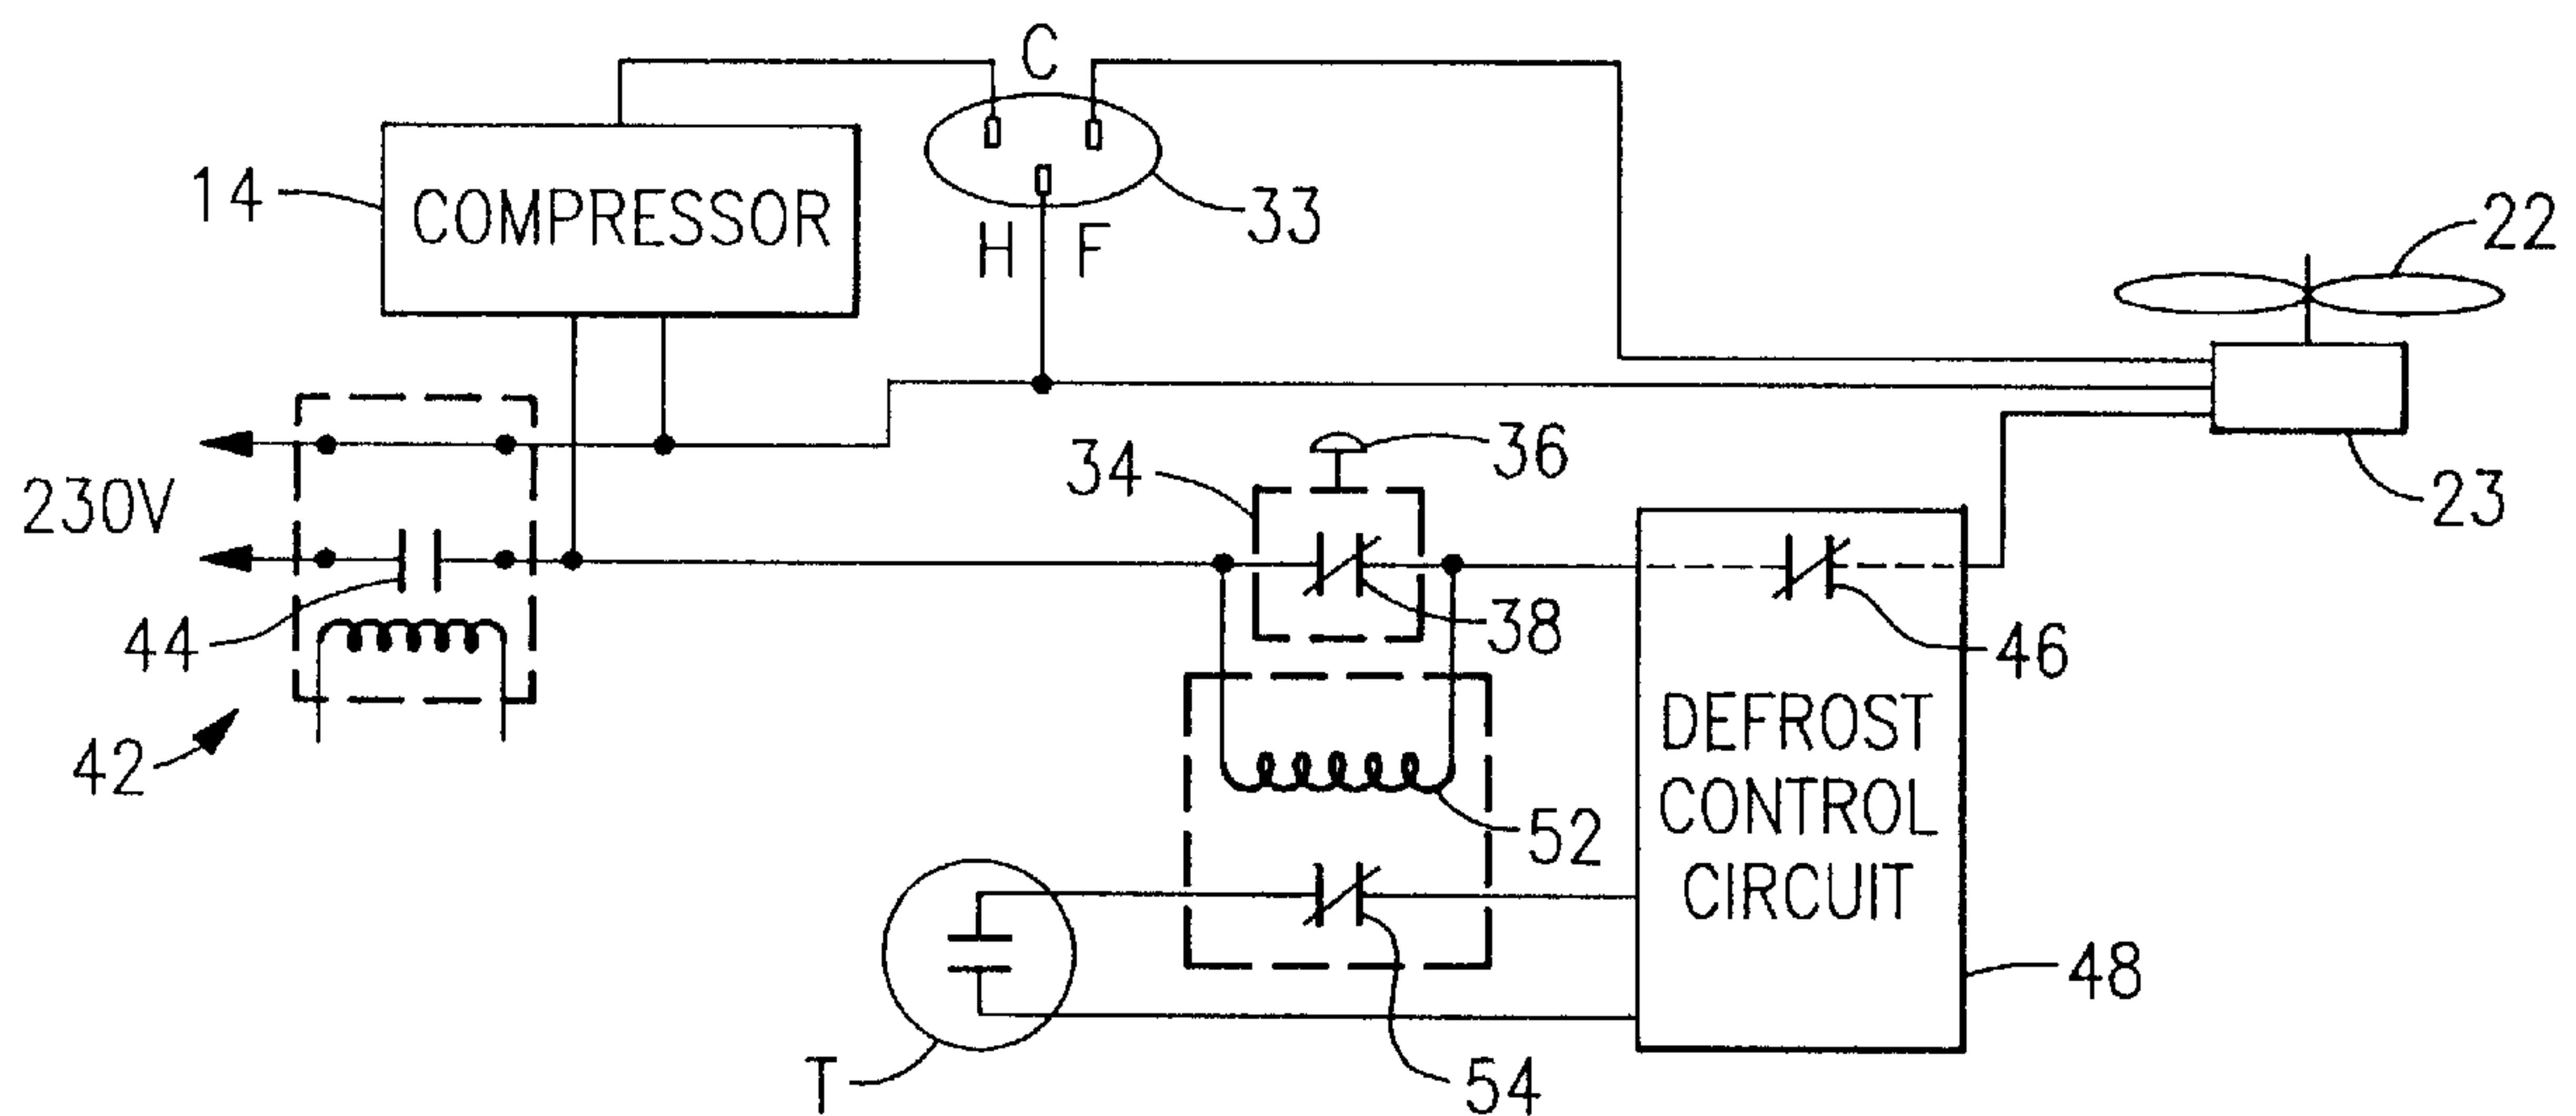 C
14
COMPRESSOR
33
H F
22
230V
34
36
23
38
44
46
42
DEFROST
CONTROL
CIRCUIT
52
48
T
54